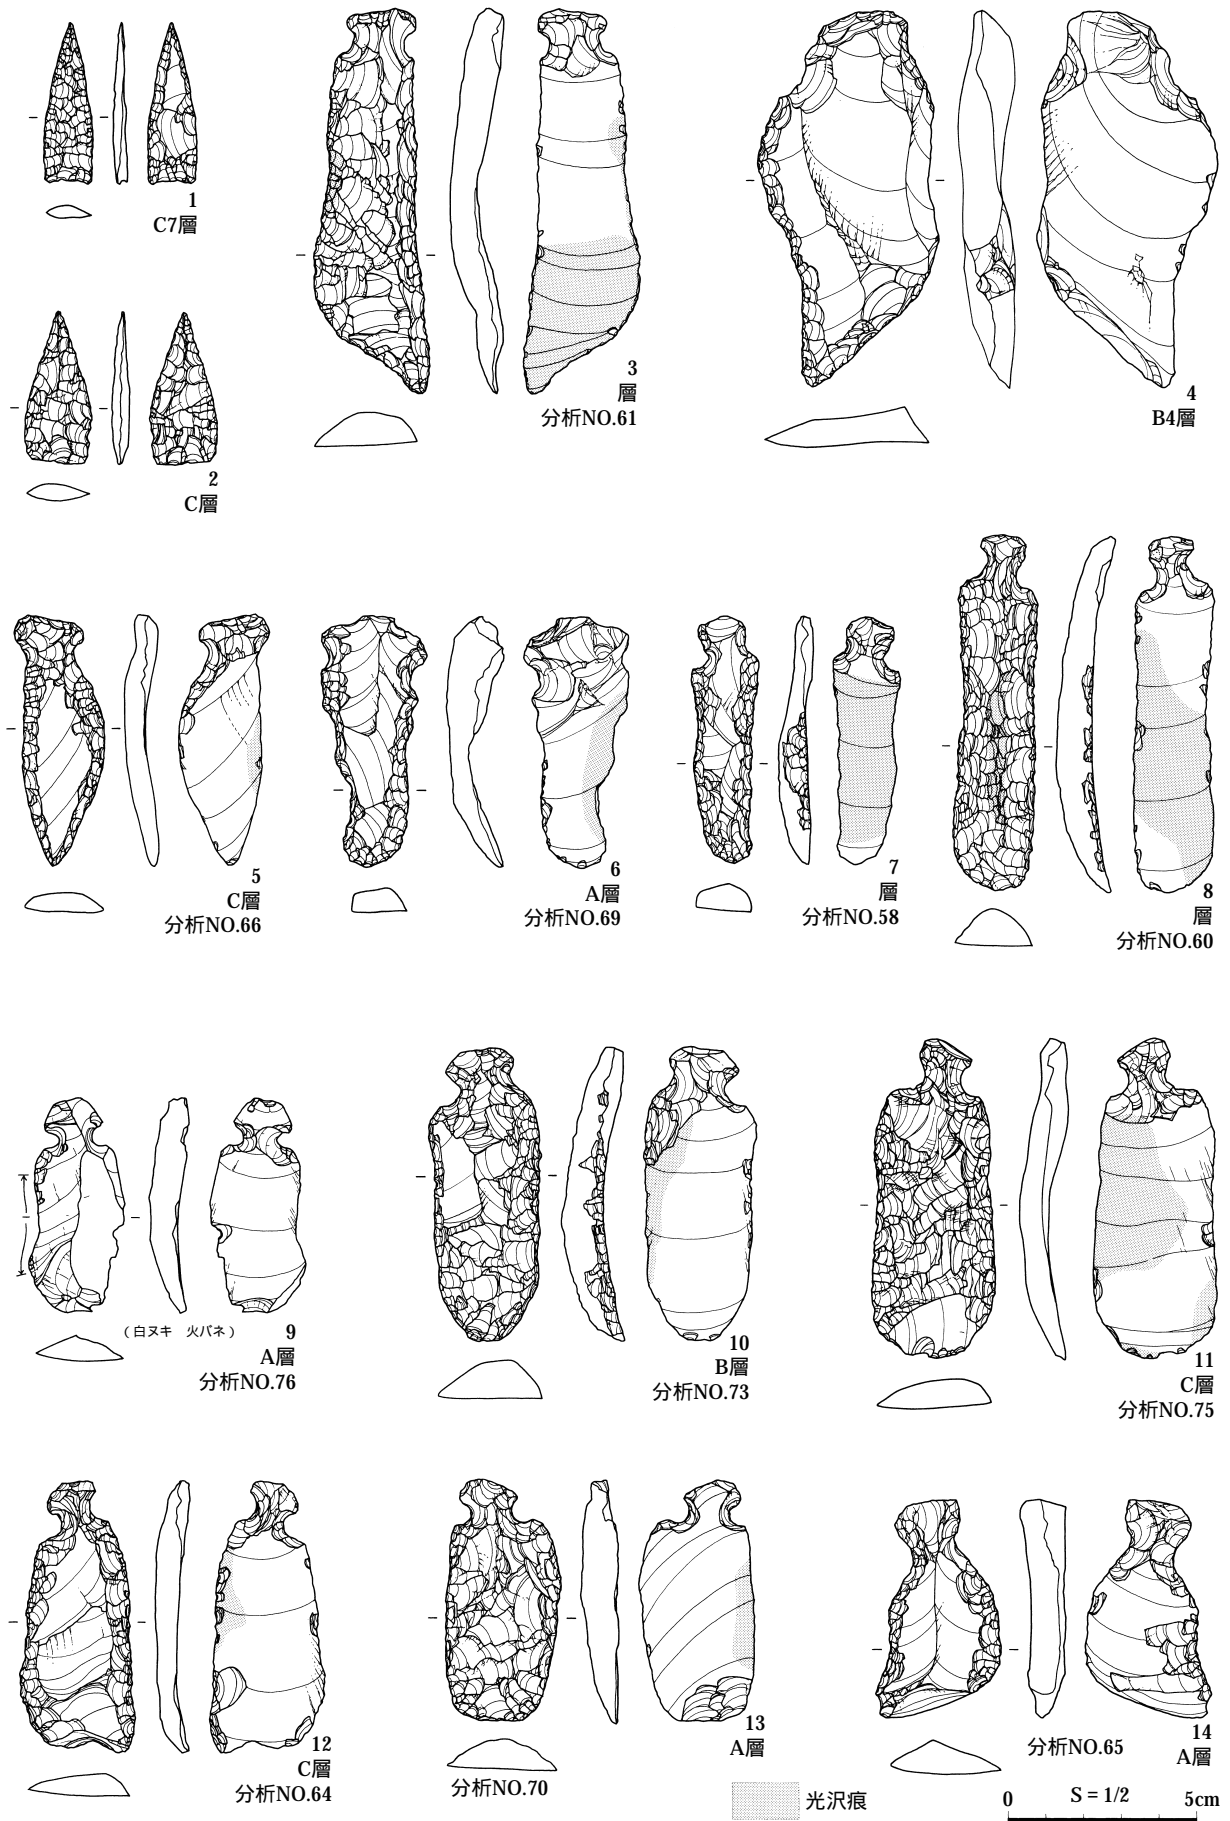 1
C7層
2
C層
3
層
分析NO.61
4
B4層
5
C層
分析NO.66
6
A層
分析NO.69
7
層
分析NO.58
8
層
分析NO.60
(白ヌキ 火バネ)
9
A層
分析NO.76
10
B層
分析NO.73
11
C層
分析NO.75
12
C層
分析NO.64
13
A層
分析NO.70
14
A層
分析NO.65
光沢痕
0 S = 1/2 5cm